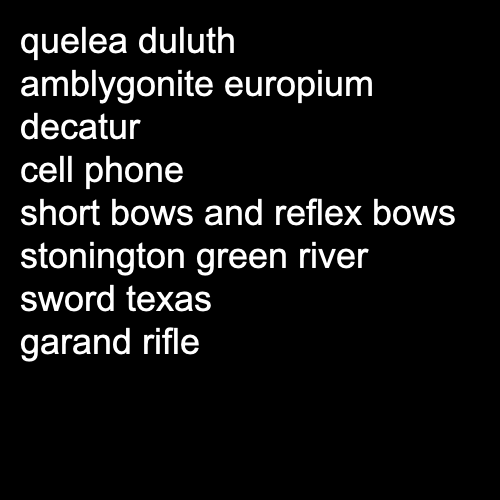 quelea duluth
amblygonite europium
decatur
cell phone
short bows and reflex bows
stonington green river
sword texas
garand rifle